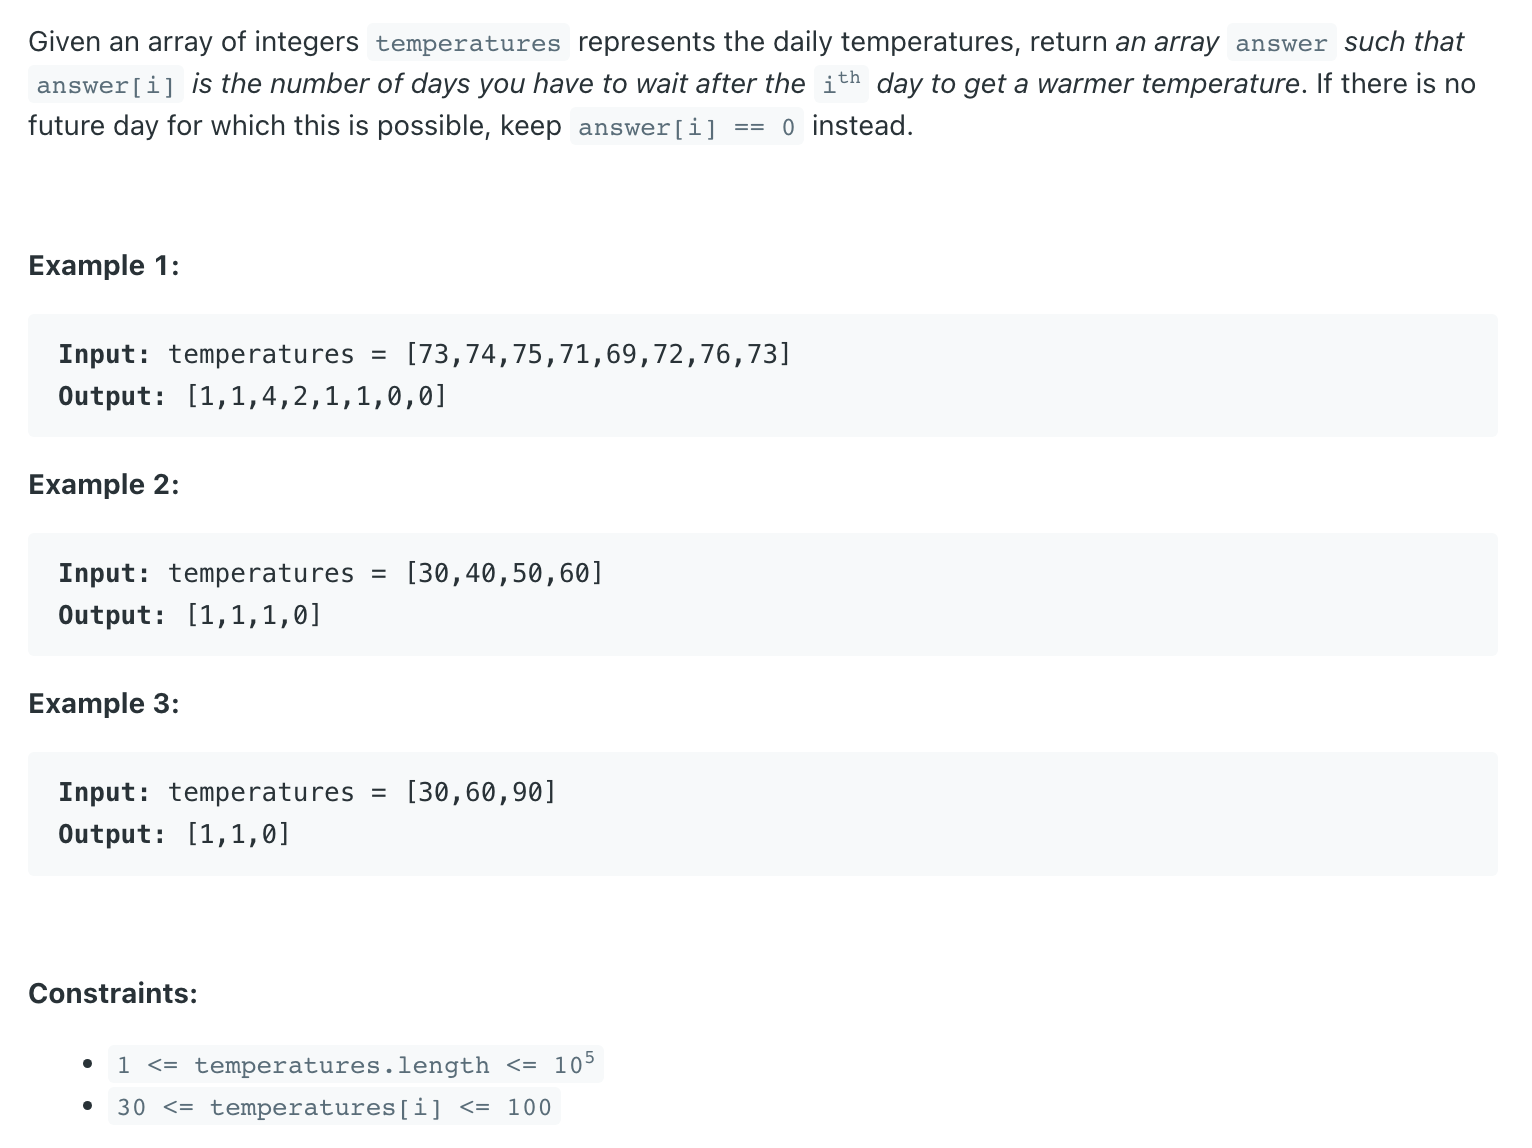 Given an array of integers temperatures represents the daily temperatures, return an array answer such that
answer[i] is the number of days you have to wait after the ith day to get a warmer temperature. If there is no
future day for which this is possible, keep answer[i] == 0 instead.
Example 1:
Input: temperatures = [73,74,75,71,69,72,76,73]
Output: [1,1,4,2,1,1,0,0]
Example 2:
Input: temperatures = [30,40,50,60]
Output: [1,1,1,0]
Example 3:
Input: temperatures = [30,60,90]
Output: [1,1,0]
Constraints:
• 1 <= temperatures.length <= 10⁵
• 30 <= temperatures[i] <= 100